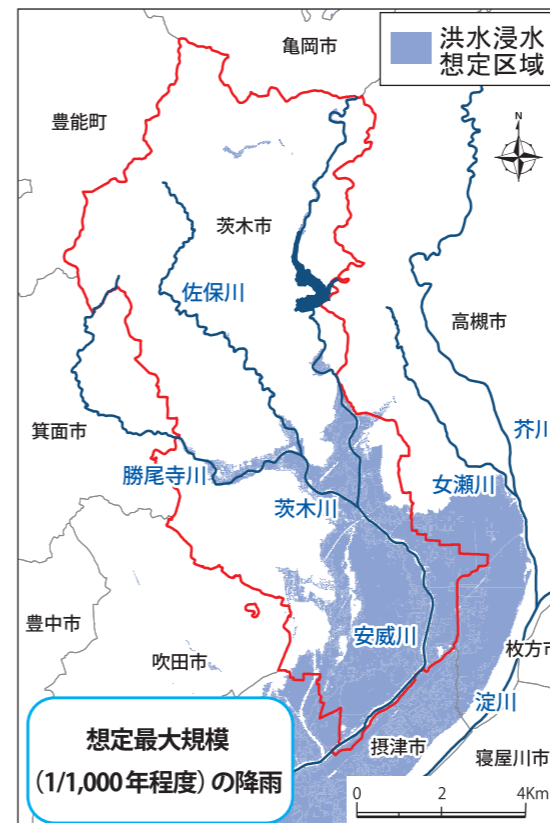 亀岡市
洪水浸水
想定区域
豊能町
N
茨木市
佐保川
高槻市
箕面市
芥川
勝尾寺川
女瀬川
茨木川
豊中市
安威川
吹田市
枚方市
淀川
想定最大規模
(1/1,000年程度)の降雨
摂津市
寝屋川市
0 2 4Km